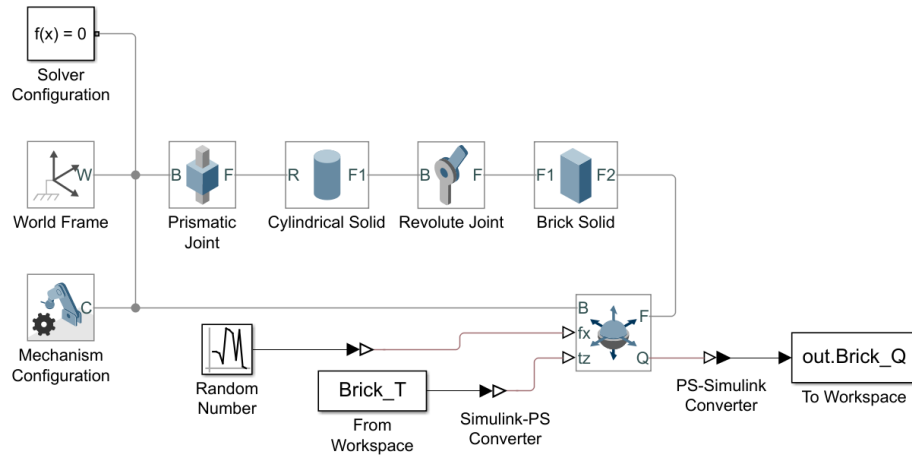 f(x) = 0
Solver
Configuration
W
World Frame
B F
Prismatic
Joint
R F1
Cylindrical Solid
B F
Revolute Joint
F1 F2
Brick Solid
C
Mechanism
Configuration
Random
Number
Brick_T
From
Workspace
Simulink-PS
Converter
B
F
fx
tz
Q
PS-Simulink
Converter
out.Brick_Q
To Workspace